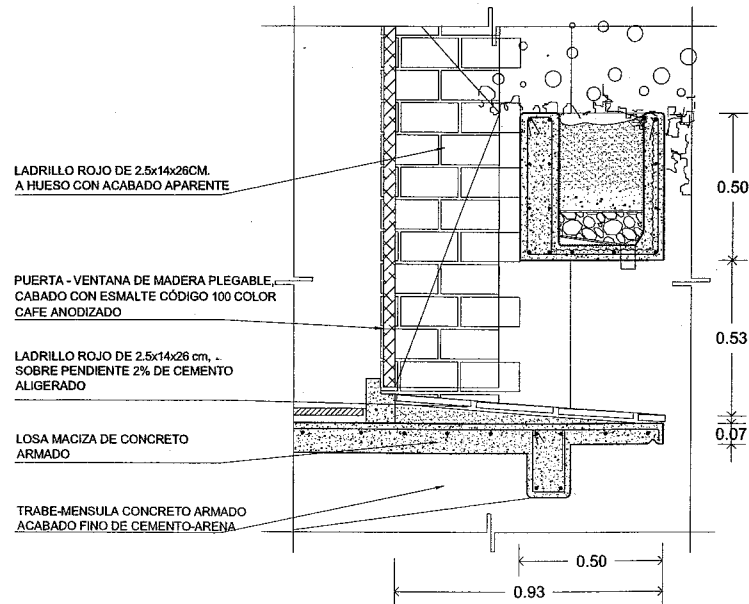 LADRILLO ROJO DE 2.5x14x26CM.
A HUESO CON ACABADO APARENTE
PUERTA - VENTANA DE MADERA PLEGABLE,
CABADO CON ESMALTE CÓDIGO 100 COLOR
CAFE ANODIZADO
LADRILLO ROJO DE 2.5x14x26 cm, .
SOBRE PENDIENTE 2% DE CEMENTO
ALIGERADO
LOSA MACIZA DE CONCRETO
ARMADO
TRABE-MENSULA CONCRETO ARMADO
ACABADO FINO DE CEMENTO-ARENA
0.50
0.53
0.07
0.50
0.93